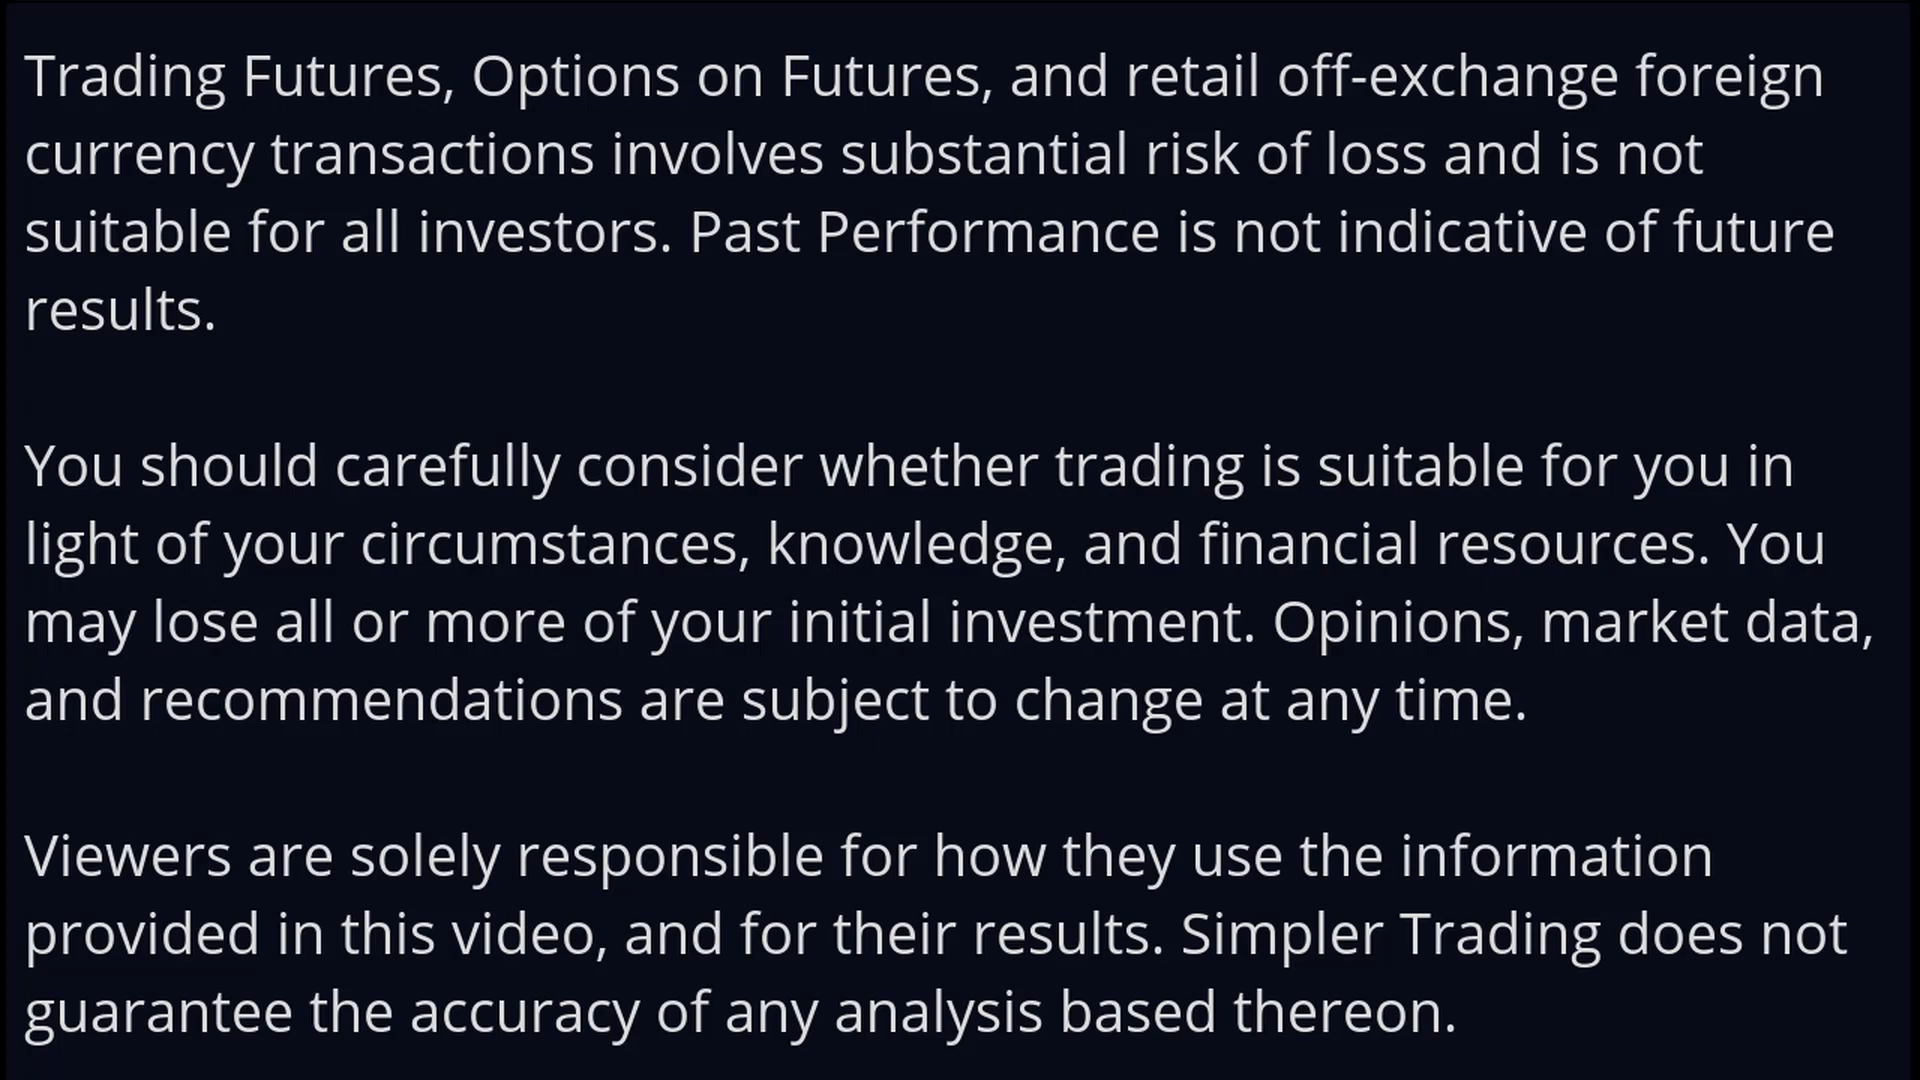 Trading Futures, Options on Futures, and retail off-exchange foreign
currency transactions involves substantial risk of loss and is not
suitable for all investors. Past Performance is not indicative of future
results.
You should carefully consider whether trading is suitable for you in
light of your circumstances, knowledge, and financial resources. You
may lose all or more of your initial investment. Opinions, market data,
and recommendations are subject to change at any time.
Viewers are solely responsible for how they use the information
provided in this video, and for their results. Simpler Trading does not
guarantee the accuracy of any analysis based thereon.